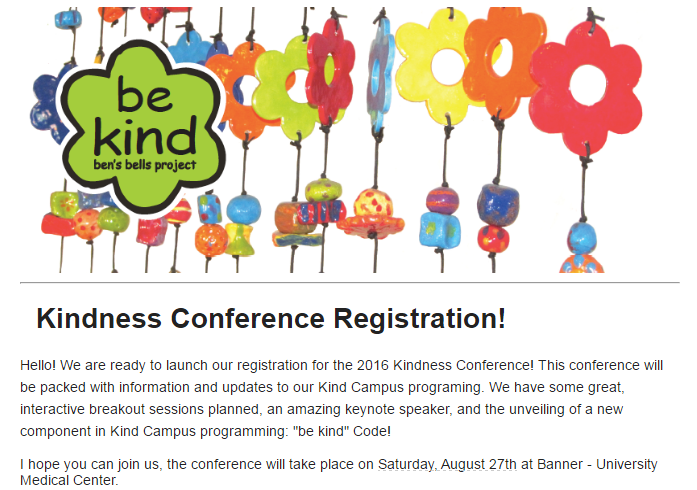 be
kind
ben's bells project
Kindness Conference Registration!
Hello! We are ready to launch our registration for the 2016 Kindness Conference! This conference will
be packed with information and updates to our Kind Campus programing. We have some great,
interactive breakout sessions planned, an amazing keynote speaker, and the unveiling of a new
component in Kind Campus programming: "be kind" Code!
I hope you can join us, the conference will take place on Saturday, August 27th at Banner - University
Medical Center.